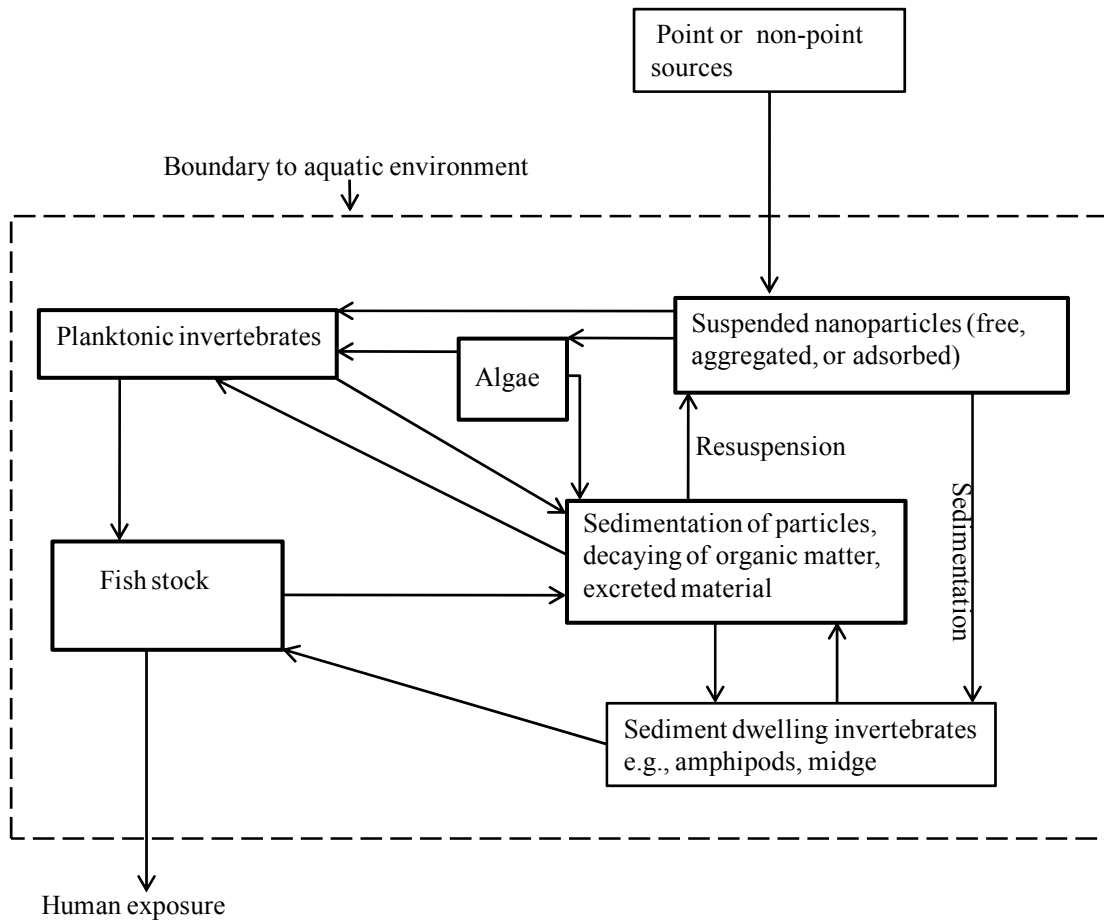 Point or non-point
sources
Boundary to aquatic environment
Planktonic invertebrates
Suspended nanoparticles (free,
aggregated, or adsorbed)
Algae
Resuspension
Sedimentation
Sedimentation of particles,
decaying of organic matter,
excreted material
Fish stock
Sediment dwelling invertebrates
e.g., amphipods, midge
Human exposure